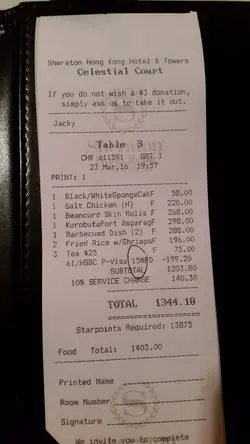 Sheraton Hong Kong Hotel & Towers
Celestial Court
If you do not wish a $3 donation,
simply ask us to take it out.
Jacky
Table 3
CHK 611591 GST 3
23 Mar,16 19:37
PRINT: 1
1 Black/WhiteSpongeCakF 58.00
1 Salt Chicken (H) F 220.00
1 Beancurd Skin Rolls F 268.00
1 KurobutaPort AsparagF 298.00
1 Barbecued Dish (2) F 288.00
2 Fried Rice w/ShrimpsF 196.00
3 Tea $25 F 75.00
61/HSBC P-Visa 15%FD -199.20
SUBTOTAL 1203.80
10% SERVICE CHARGE 140.30
TOTAL 1344.10
Starpoints Required: 13875
Food Total: 1403.00
Printed Name
Room Number
Signature
We invite you to complete